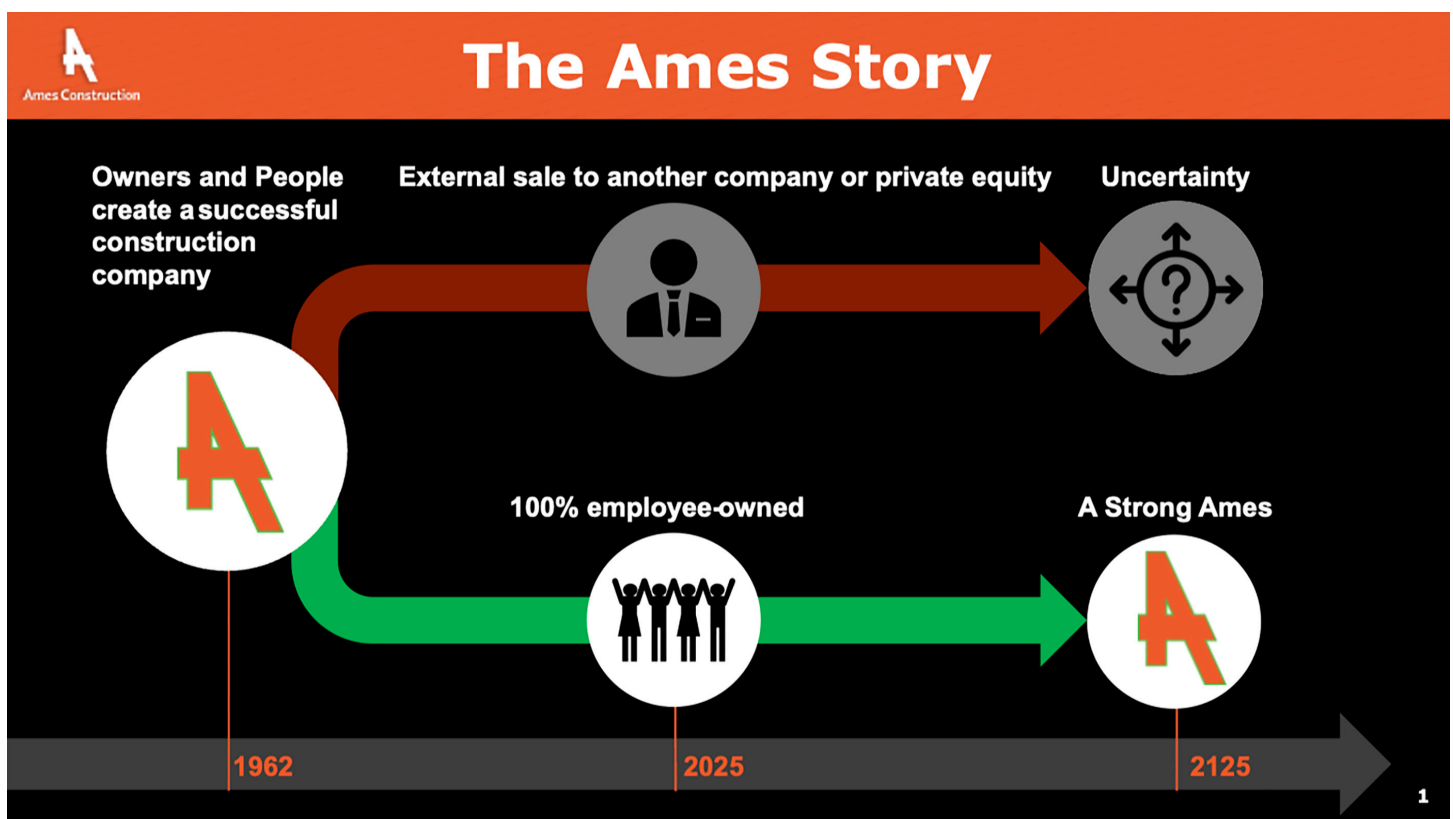 Ames Construction
The Ames Story
Owners and People
create a successful
construction
company
External sale to another company or private equity
Uncertainty
?
100% employee-owned
A Strong Ames
1962
2025
2125
1